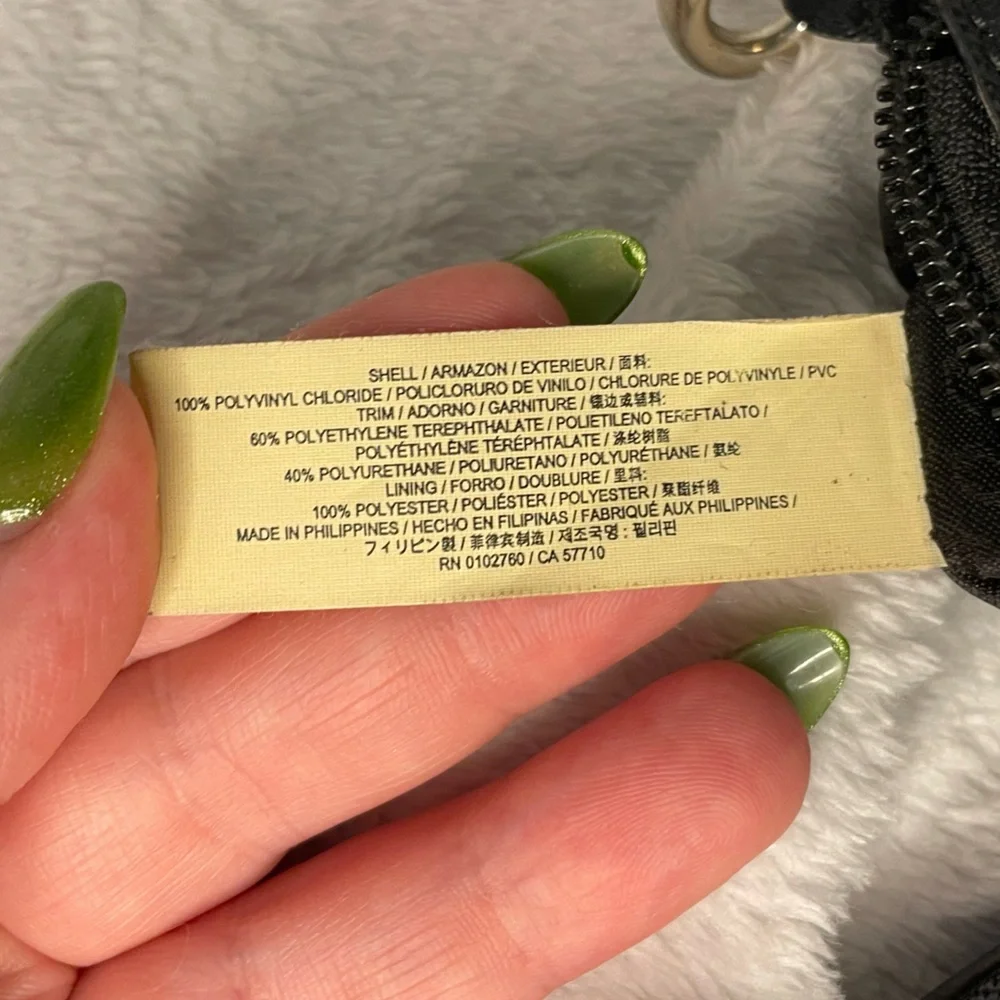 SHELL / ARMAZON / EXTERIEUR / 面料:
100% POLYVINYL CHLORIDE / POLICLORURO DE VINILO / CHLORURE DE POLYVINYLE / PVC
TRIM / ADORNO / GARNITURE / 镶边或辅料:
60% POLYETHYLENE TEREPHTHALATE / POLIETILENO TEREFTALATO /
POLYÉTHYLÈNE TÉRÉPHTALATE / 涤纶树脂
40% POLYURETHANE / POLIURETANO / POLYURÉTHANE / 氨纶
LINING / FORRO / DOUBLURE / 里料:
100% POLYESTER / POLIÉSTER / POLYESTER / 聚酯纤维
MADE IN PHILIPPINES / HECHO EN FILIPINAS / FABRIQUÉ AUX PHILIPPINES /
フィリピン製 / 菲律宾制造 / 제조국명 : 필리핀
RN 0102760 / CA 57710